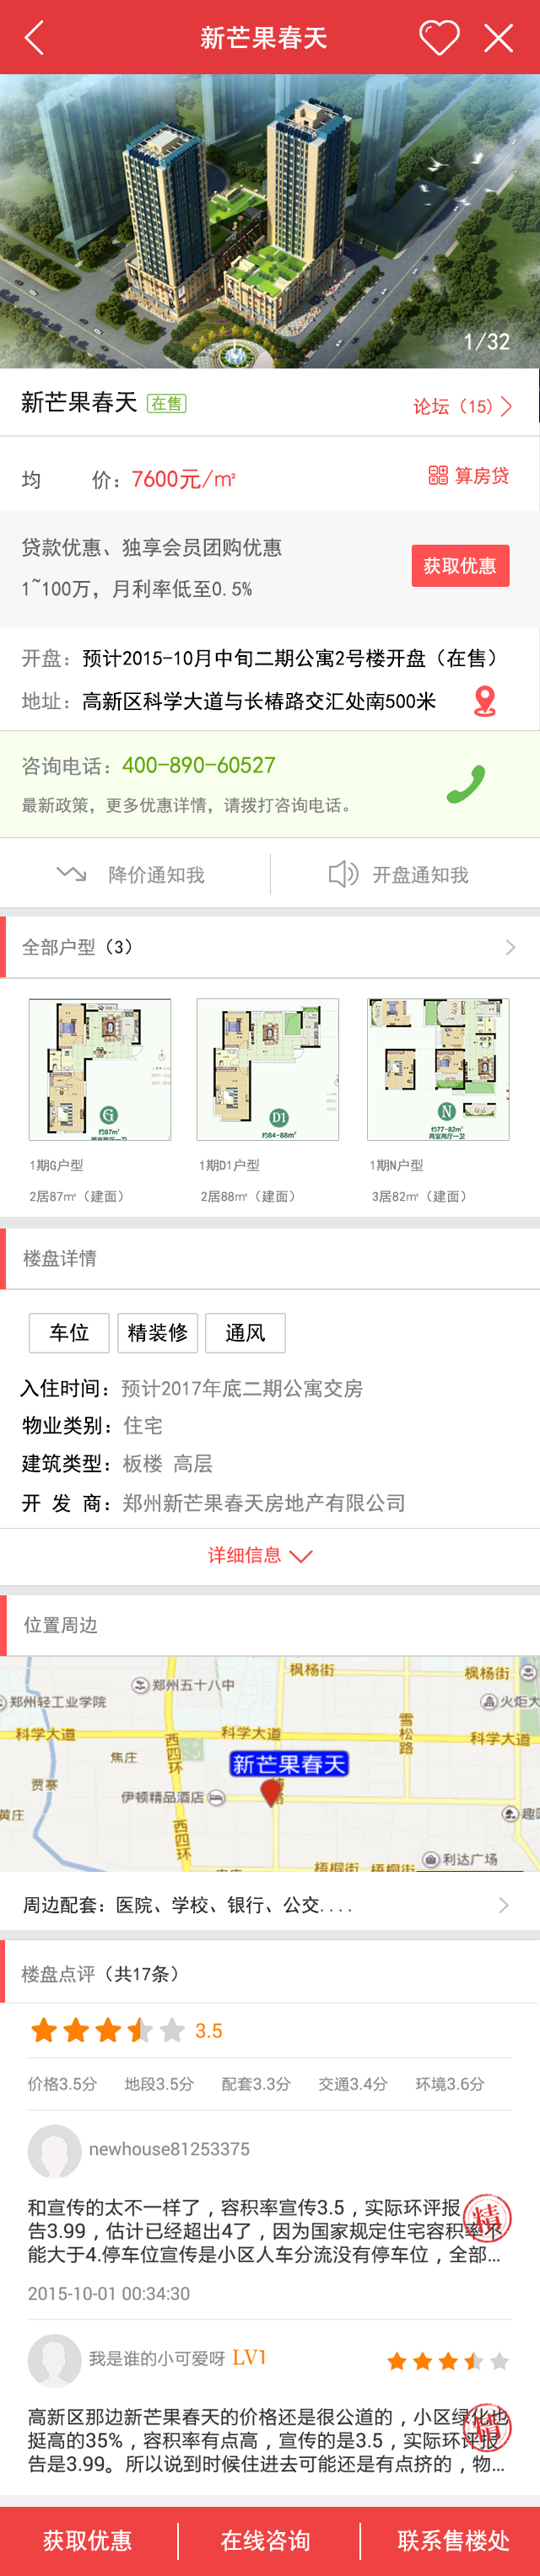 新芒果春天
1/32
新芒果春天 在售 论坛（15）
均 价：7600元/㎡ 算房贷
贷款优惠、独享会员团购优惠
1~100万，月利率低至0.5%
获取优惠
开盘：预计2015-10月中旬二期公寓2号楼开盘（在售）
地址：高新区科学大道与长椿路交汇处南500米
咨询电话：400-890-60527
最新政策，更多优惠详情，请拨打咨询电话。
降价通知我 开盘通知我
全部户型（3）
G D1 N
约87㎡ 约84-88㎡ 约77-82㎡
两室两厅一卫 两室两厅一卫
1期G户型 1期D1户型 1期N户型
2居87㎡（建面） 2居88㎡（建面） 3居82㎡（建面）
楼盘详情
车位 精装修 通风
入住时间：预计2017年底二期公寓交房
物业类别：住宅
建筑类型：板楼 高层
开 发 商：郑州新芒果春天房地产有限公司
详细信息
位置周边
枫杨街 枫杨街
郑州五十八中
郑州轻工业学院 火炬大
科学大道 科学大道 科学大道
雪松路
西四环
焦庄
新芒果春天
贾寨
伊顿精品酒店
黄庄
西四环
利达广场
梧桐街 梧桐街
周边配套：医院、学校、银行、公交....
楼盘点评（共17条）
3.5
价格3.5分 地段3.5分 配套3.3分 交通3.4分 环境3.6分
newhouse81253375
和宣传的太不一样了，容积率宣传3.5，实际环评报
告3.99，估计已经超出4了，因为国家规定住宅容积率不
能大于4.停车位宣传是小区人车分流没有停车位，全部...
精
2015-10-01 00:34:30
我是谁的小可爱呀 LV1
高新区那边新芒果春天的价格还是很公道的，小区绿化也
挺高的35%，容积率有点高，宣传的是3.5，实际环评报
告是3.99。所以说到时候住进去可能还是有点挤的，物...
精
获取优惠 在线咨询 联系售楼处